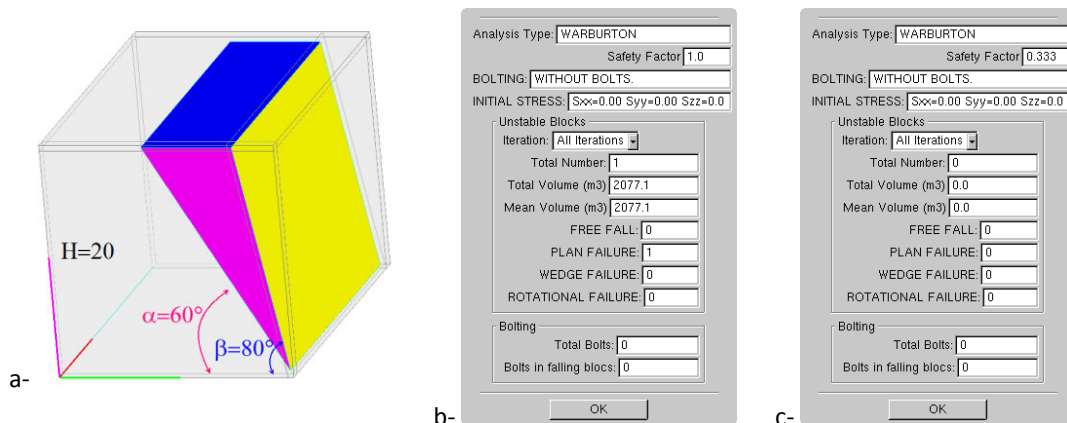 H=20
α=60°
β=80°
a-
Analysis Type: WARBURTON
Safety Factor 1.0
BOLTING: WITHOUT BOLTS.
INITIAL STRESS: Sxx=0.00 Syy=0.00 Szz=0.0
Unstable Blocks
Iteration: All Iterations
Total Number: 1
Total Volume (m3) 2077.1
Mean Volume (m3) 2077.1
FREE FALL: 0
PLAN FAILURE: 1
WEDGE FAILURE: 0
ROTATIONAL FAILURE: 0
Bolting
Total Bolts: 0
Bolts in falling blocs: 0
OK
b-
Analysis Type: WARBURTON
Safety Factor 0.333
BOLTING: WITHOUT BOLTS.
INITIAL STRESS: Sxx=0.00 Syy=0.00 Szz=0.0
Unstable Blocks
Iteration: All Iterations
Total Number: 0
Total Volume (m3) 0.0
Mean Volume (m3) 0.0
FREE FALL: 0
PLAN FAILURE: 0
WEDGE FAILURE: 0
ROTATIONAL FAILURE: 0
Bolting
Total Bolts: 0
Bolts in falling blocs: 0
OK
c-